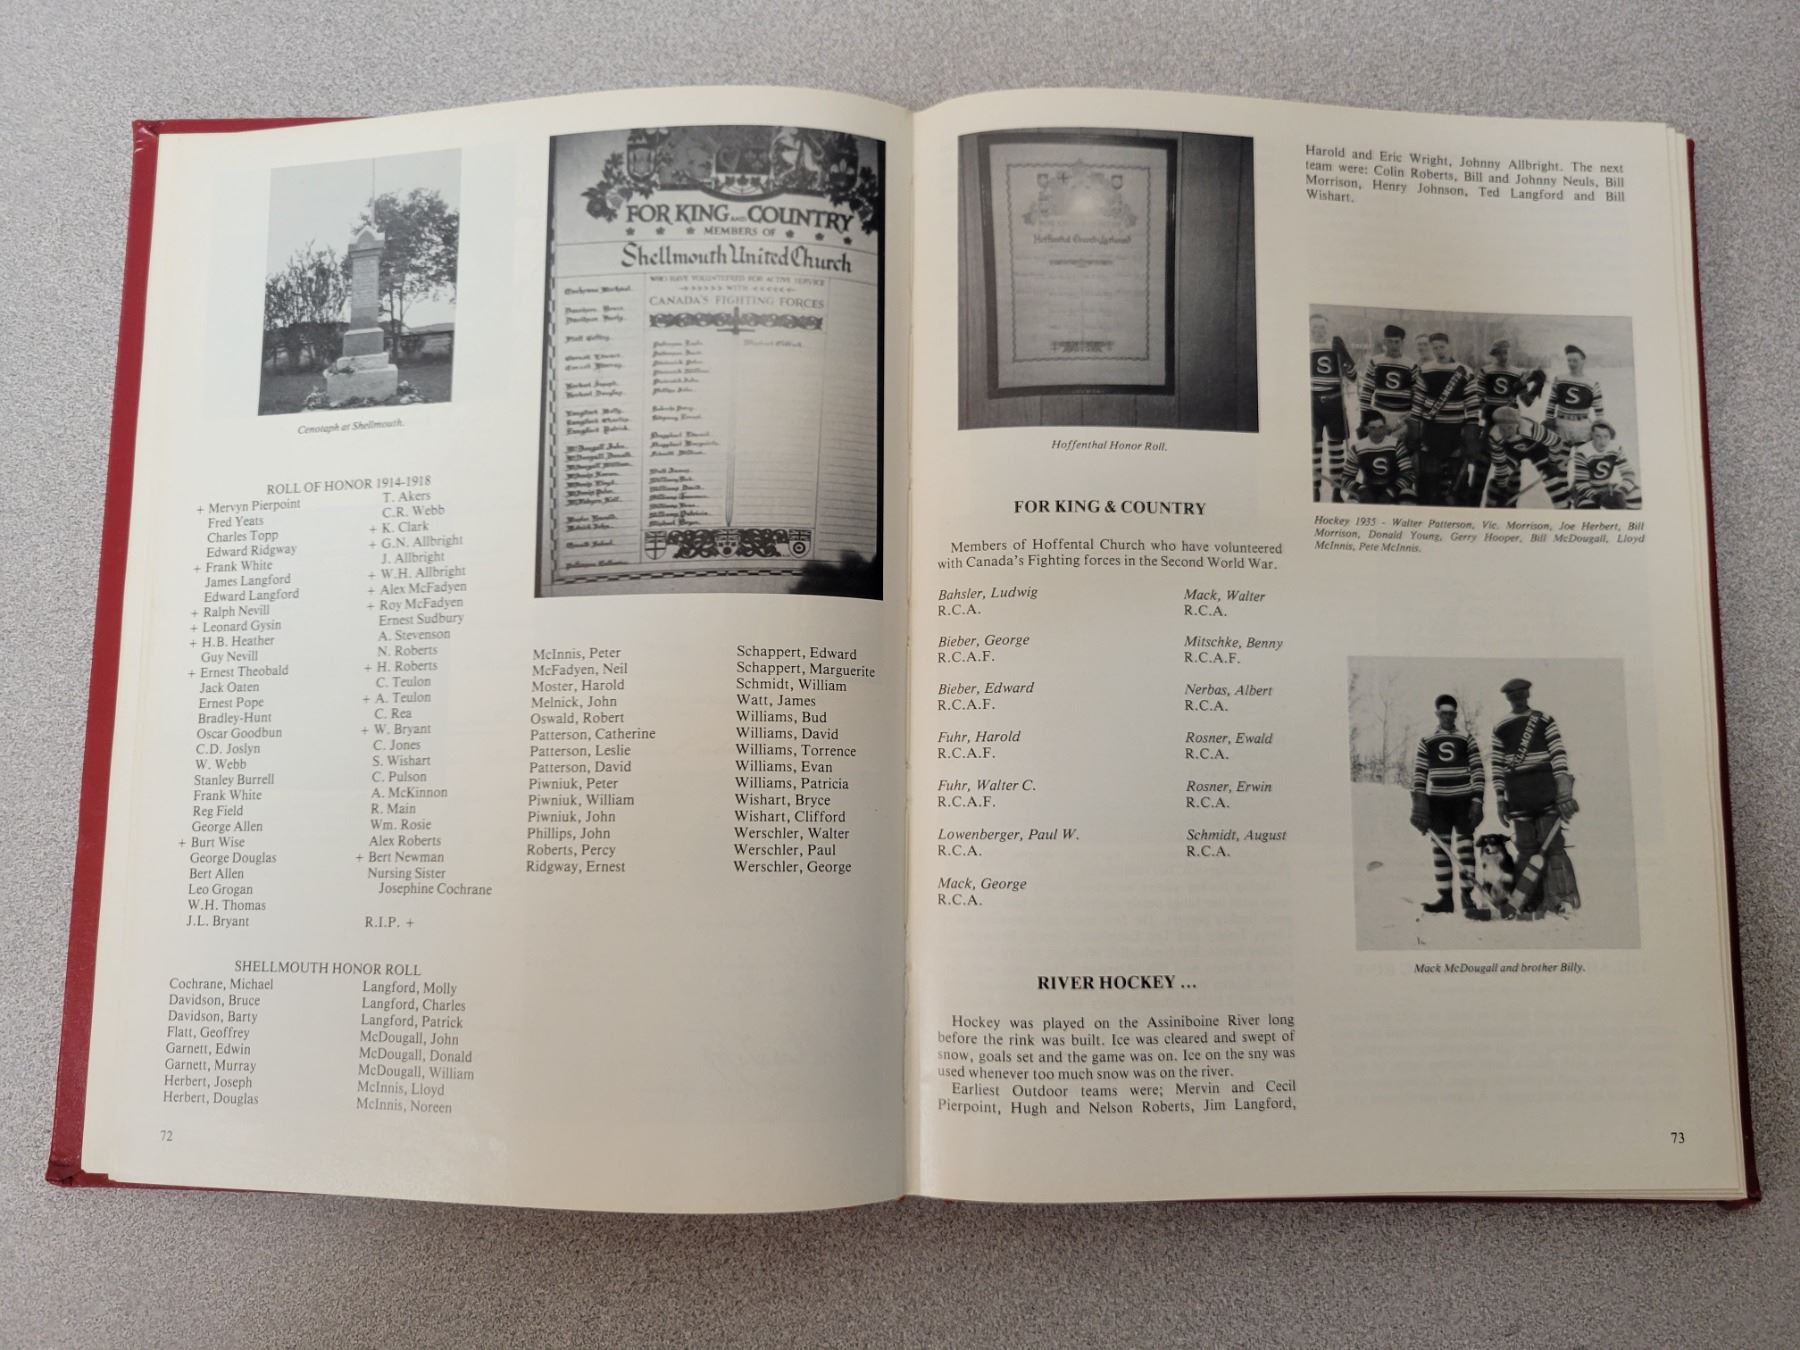 Cenotaph at Shellmouth.
ROLL OF HONOR 1914-1918
+ Mervyn Pierpoint
Fred Yeats
Charles Topp
Edward Ridgway
+ Frank White
James Langford
Edward Langford
+ Ralph Nevill
+ Leonard Gysin
+ H.B. Heather
Guy Nevill
+ Ernest Theobald
Jack Oaten
Ernest Pope
Bradley-Hunt
Oscar Goodbun
C.D. Joslyn
W. Webb
Stanley Burrell
Frank White
Reg Field
George Allen
+ Burt Wise
George Douglas
Bert Allen
Leo Grogan
W.H. Thomas
J.L. Bryant
T. Akers
C.R. Webb
+ K. Clark
+ G.N. Allbright
J. Allbright
+ W.H. Allbright
+ Alex McFadyen
+ Roy McFadyen
Ernest Sudbury
A. Stevenson
N. Roberts
+ H. Roberts
C. Teulon
+ A. Teulon
C. Rea
+ W. Bryant
C. Jones
S. Wishart
C. Pulson
A. McKinnon
R. Main
Wm. Rosie
Alex Roberts
+ Bert Newman
Nursing Sister
Josephine Cochrane
R.I.P. +
SHELLMOUTH HONOR ROLL
Cochrane, Michael
Davidson, Bruce
Davidson, Barty
Flatt, Geoffrey
Garnett, Edwin
Garnett, Murray
Herbert, Joseph
Herbert, Douglas
Langford, Molly
Langford, Charles
Langford, Patrick
McDougall, John
McDougall, Donald
McDougall, William
McInnis, Lloyd
McInnis, Noreen
72
FOR KING AND COUNTRY
MEMBERS OF
Shellmouth United Church
WHO HAVE VOLUNTEERED FOR ACTIVE SERVICE
WITH
CANADA'S FIGHTING FORCES
McInnis, Peter
McFadyen, Neil
Moster, Harold
Melnick, John
Oswald, Robert
Patterson, Catherine
Patterson, Leslie
Patterson, David
Piwniuk, Peter
Piwniuk, William
Piwniuk, John
Phillips, John
Roberts, Percy
Ridgway, Ernest
Schappert, Edward
Schappert, Marguerite
Schmidt, William
Watt, James
Williams, Bud
Williams, David
Williams, Torrence
Williams, Evan
Williams, Patricia
Wishart, Bryce
Wishart, Clifford
Werschler, Walter
Werschler, Paul
Werschler, George
Hoffenthal Honor Roll.
FOR KING & COUNTRY
Members of Hoffental Church who have volunteered
with Canada's Fighting forces in the Second World War.
Bahsler, Ludwig
R.C.A.
Bieber, George
R.C.A.F.
Bieber, Edward
R.C.A.F.
Fuhr, Harold
R.C.A.F.
Fuhr, Walter C.
R.C.A.F.
Lowenberger, Paul W.
R.C.A.
Mack, George
R.C.A.
Mack, Walter
R.C.A.
Mitschke, Benny
R.C.A.F.
Nerbas, Albert
R.C.A.
Rosner, Ewald
R.C.A.
Rosner, Erwin
R.C.A.
Schmidt, August
R.C.A.
RIVER HOCKEY ...
Hockey was played on the Assiniboine River long
before the rink was built. Ice was cleared and swept of
snow, goals set and the game was on. Ice on the sny was
used whenever too much snow was on the river.
Earliest Outdoor teams were; Mervin and Cecil
Pierpoint, Hugh and Nelson Roberts, Jim Langford,
Harold and Eric Wright, Johnny Allbright. The next
team were: Colin Roberts, Bill and Johnny Neuls, Bill
Morrison, Henry Johnson, Ted Langford and Bill
Wishart.
S
S
S
S
S
S
Hockey 1935 - Walter Patterson, Vic. Morrison, Joe Herbert, Bill
Morrison, Donald Young, Gerry Hooper, Bill McDougall, Lloyd
McInnis, Pete McInnis.
S
SHELLMOUTH
Mack McDougall and brother Billy.
73